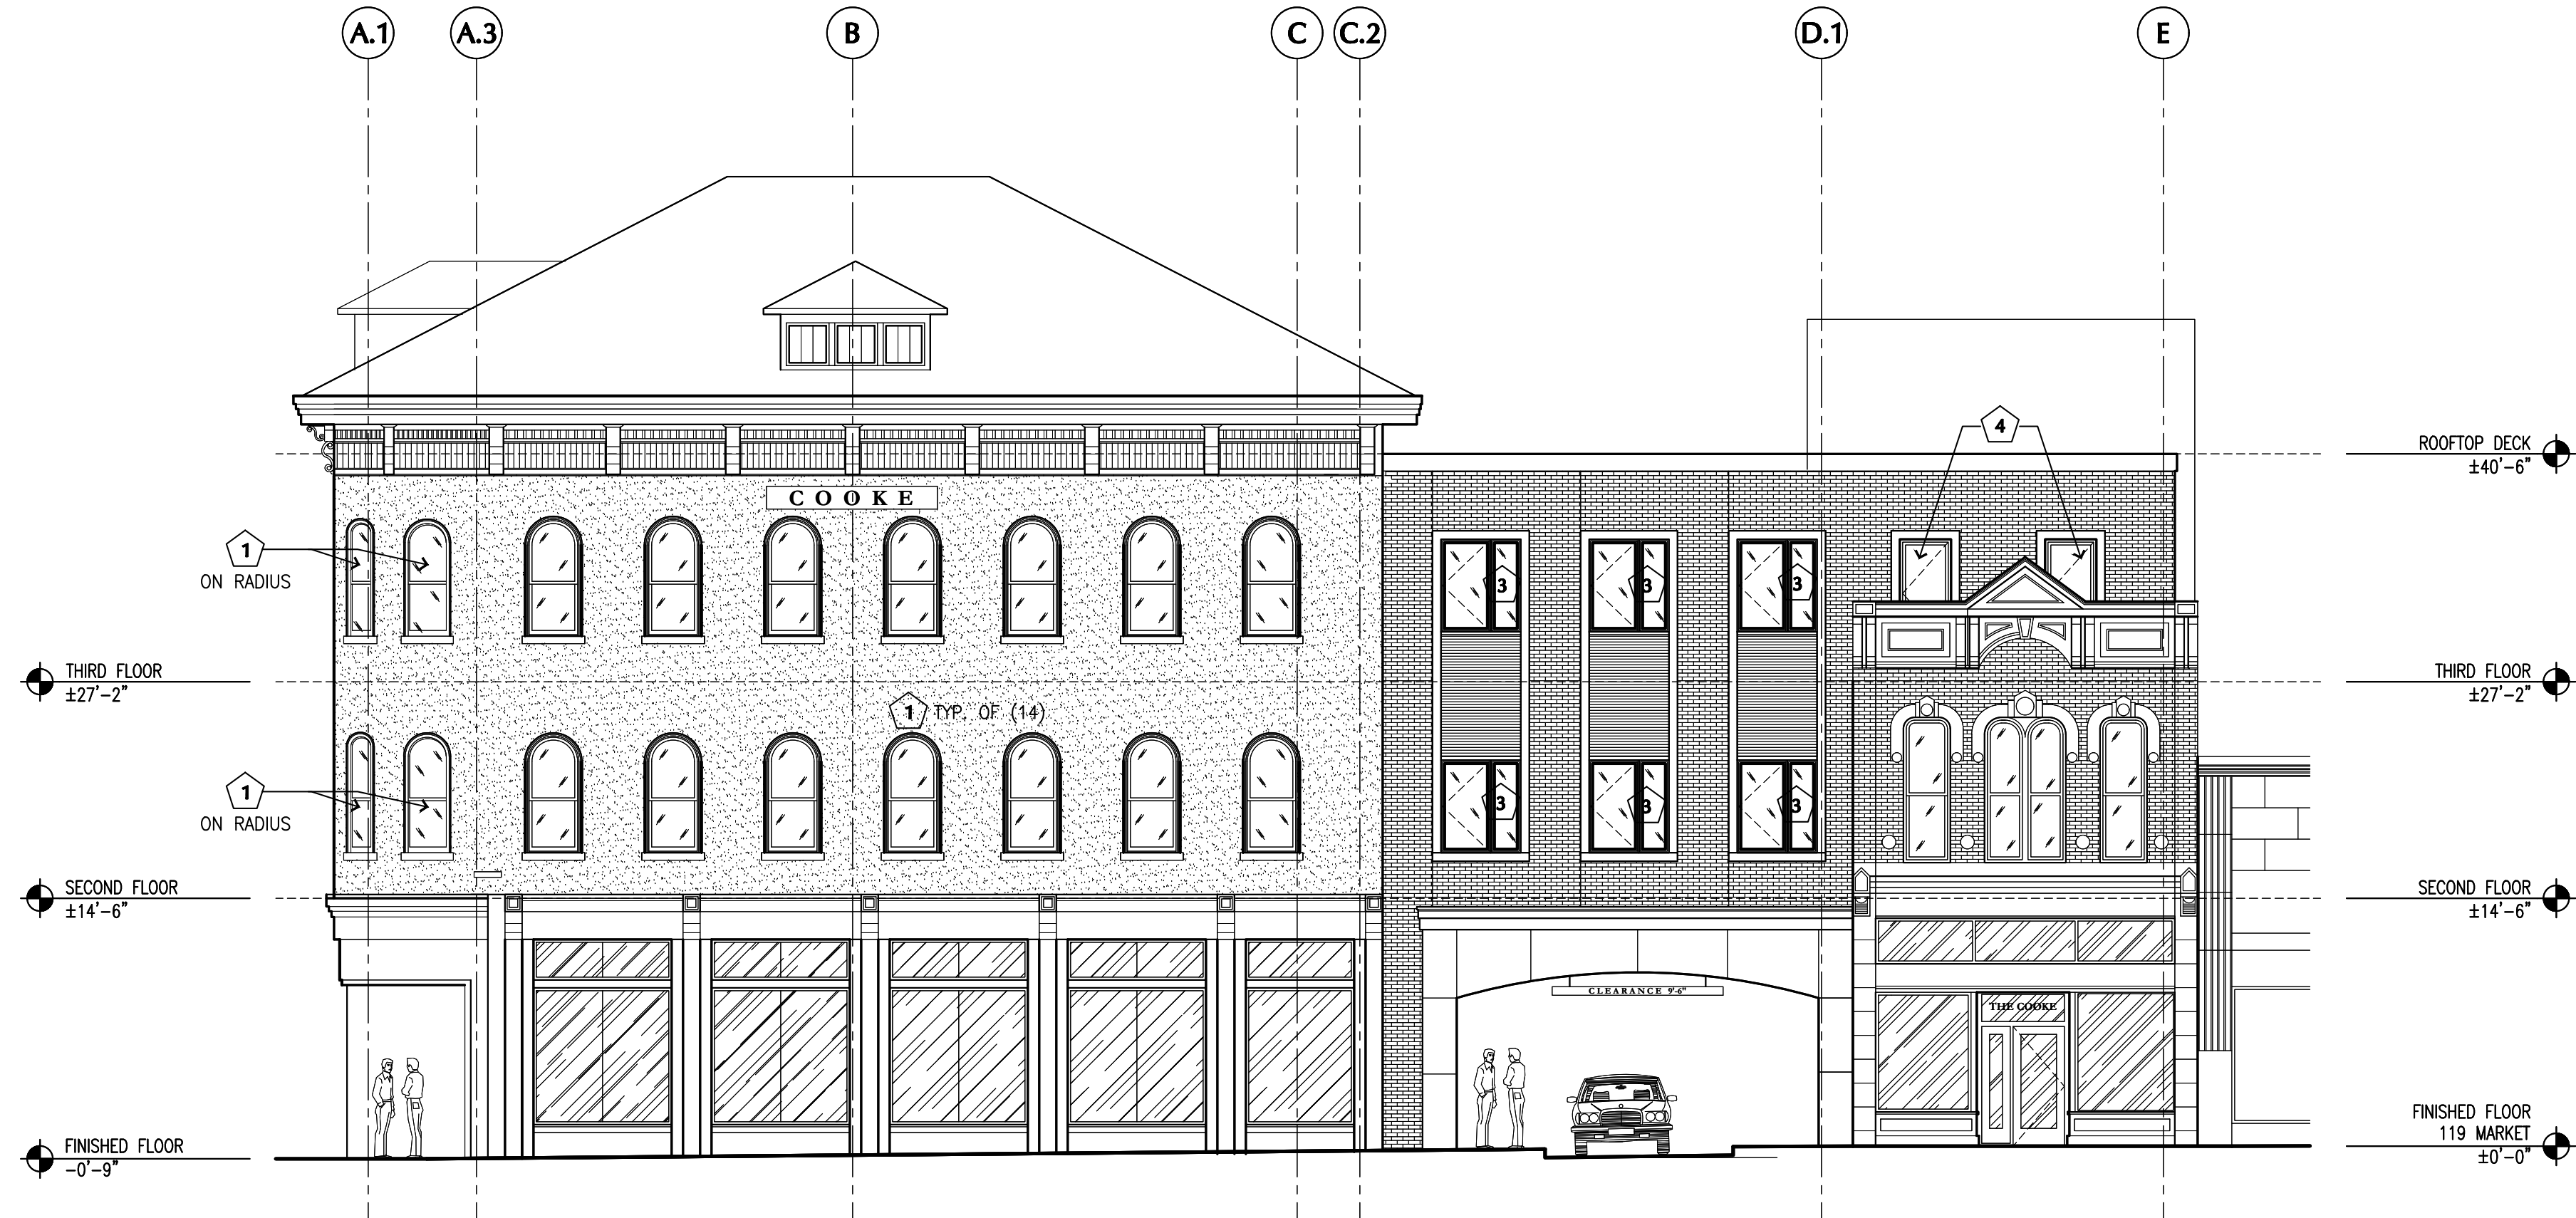 A.1 A.3 B C C.2 D.1 E
4
ROOFTOP DECK
±40'-6"
COOKE
1
ON RADIUS
3 3 3
THIRD FLOOR
±27'-2"
THIRD FLOOR
±27'-2"
1 TYP. OF (14)
1
ON RADIUS
3 3 3
SECOND FLOOR
±14'-6"
SECOND FLOOR
±14'-6"
CLEARANCE 9'-6"
THE COOKE
FINISHED FLOOR
-0'-9"
FINISHED FLOOR
119 MARKET
±0'-0"